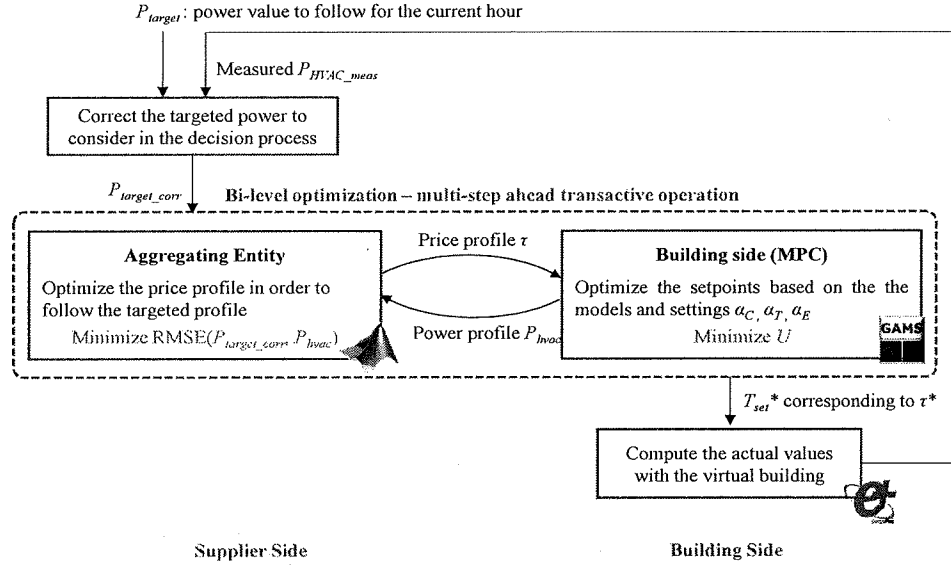 P_target : power value to follow for the current hour
Measured P_HVAC_meas
Correct the targeted power to
consider in the decision process
P_target_corr
Bi-level optimization – multi-step ahead transactive operation
Aggregating Entity
Optimize the price profile in order to
follow the targeted profile
Minimize RMSE(P_target_corr, P_hvac)
Price profile τ
Power profile P_hvac
Building side (MPC)
Optimize the setpoints based on the the
models and settings α_C, α_T, α_E
Minimize U
GAMS
T_set* corresponding to τ*
Compute the actual values
with the virtual building
e+
Supplier Side
Building Side